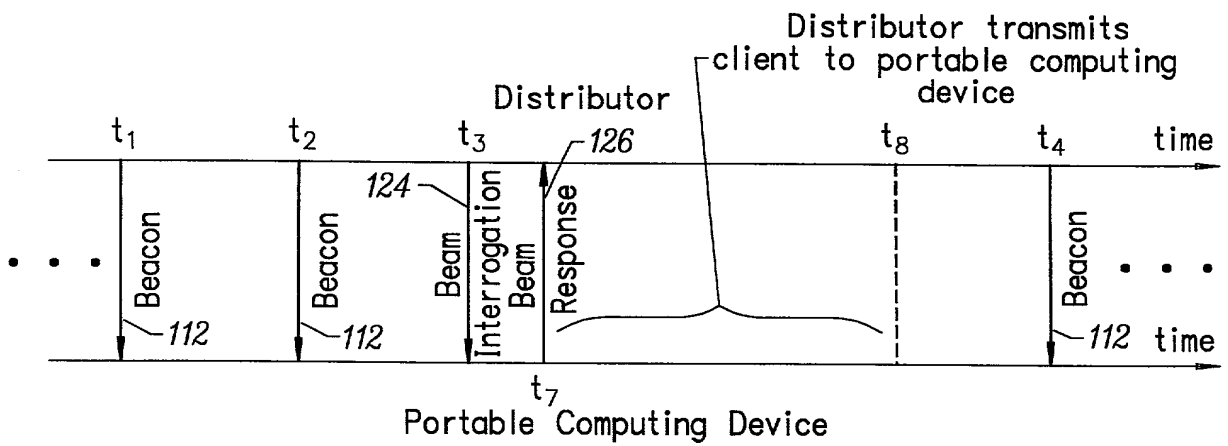 Distributor transmits
client to portable computing
device
Distributor
t1
t2
t3
126
t8
t4
time
124
Beacon
112
Beacon
112
Beam
Interrogation
Beam
Response
Beacon
112
time
. . .
. . .
t7
Portable Computing Device